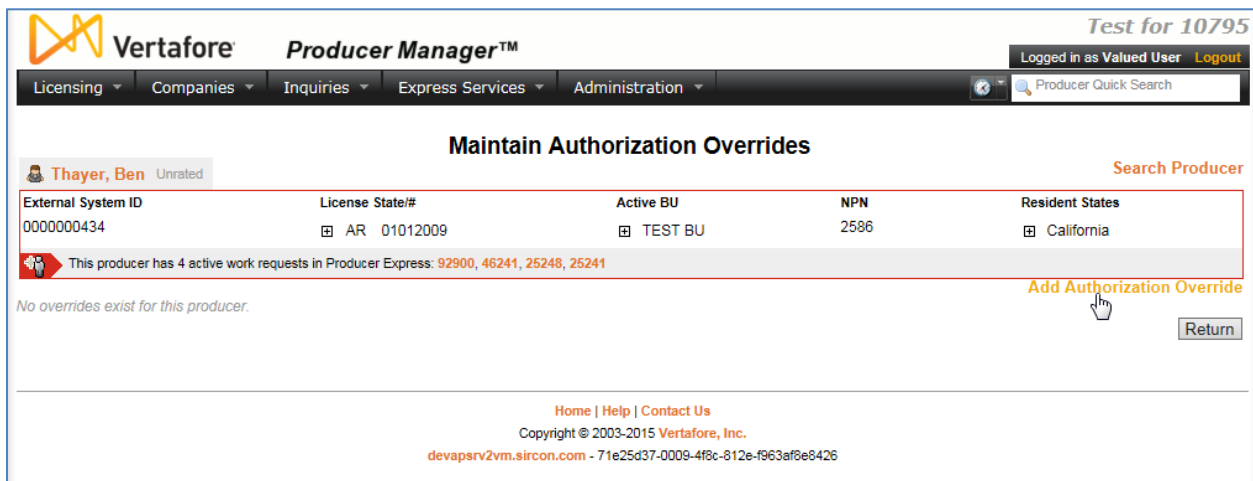 Test for 10795
Vertafore Producer Manager™
Logged in as Valued User Logout
Licensing Companies Inquiries Express Services Administration Producer Quick Search
Maintain Authorization Overrides
Thayer, Ben Unrated Search Producer
External System ID License State/# Active BU NPN Resident States
0000000434 AR 01012009 TEST BU 2586 California
This producer has 4 active work requests in Producer Express: 92900, 46241, 25248, 25241
Add Authorization Override
No overrides exist for this producer.
Return
Home | Help | Contact Us
Copyright © 2003-2015 Vertafore, Inc.
devapsrv2vm.sircon.com - 71e25d37-0009-4f8c-812e-f963af8e8426